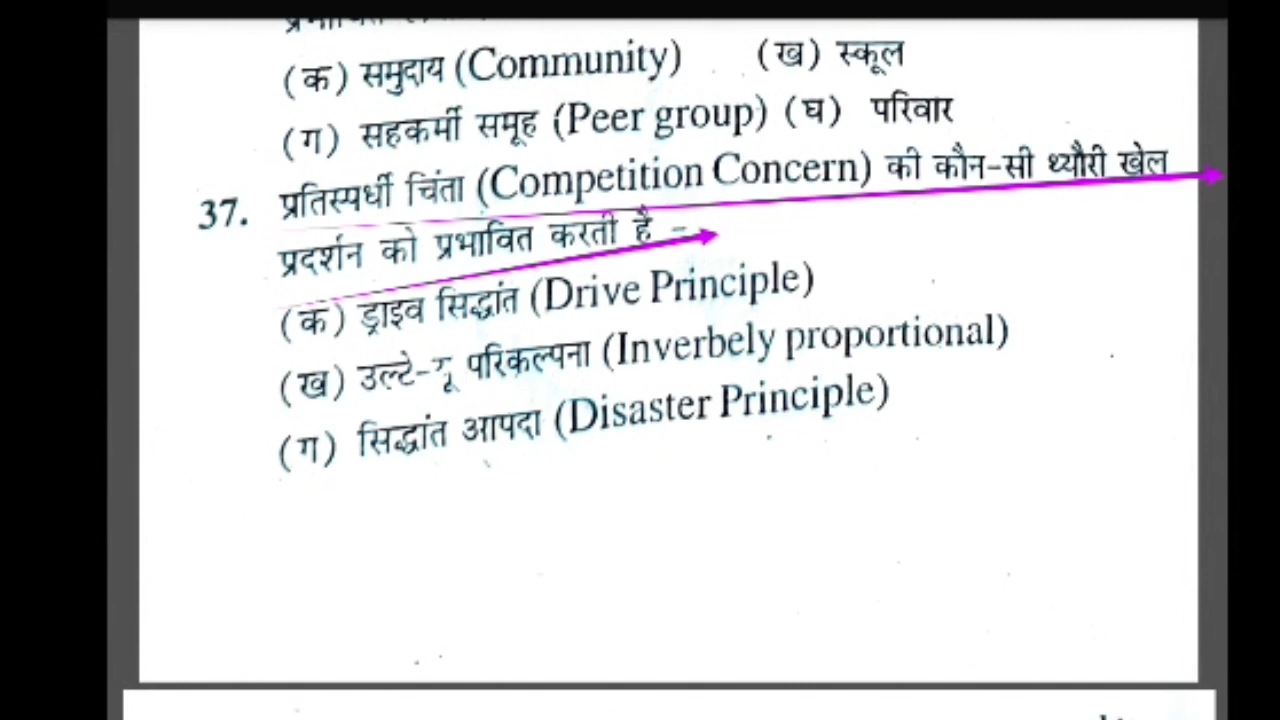 (क) समुदाय (Community) (ख) स्कूल
(ग) सहकर्मी समूह (Peer group) (घ) परिवार
37. प्रतिस्पर्धी चिंता (Competition Concern) की कौन-सी थ्यौरी खेल
प्रदर्शन को प्रभावित करती है -
(क) ड्राइव सिद्धांत (Drive Principle)
(ख) उल्टे-यू परिकल्पना (Inverbely proportional)
(ग) सिद्धांत आपदा (Disaster Principle)